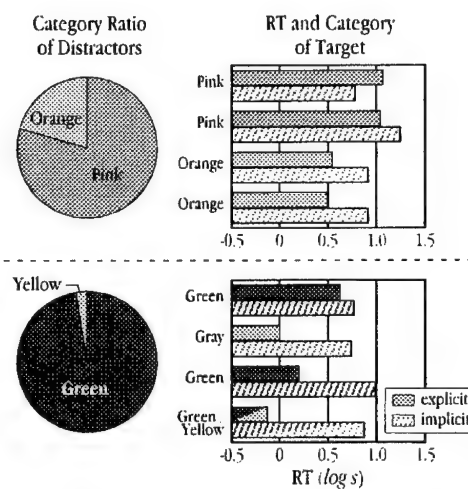 Category Ratio
of Distractors
RT and Category
of Target
Orange
Pink
Pink
Pink
Orange
Orange
-0.5 0 0.5 1.0 1.5
Yellow
Green
Green
Gray
Green
Green
Yellow
explicit
implicit
-0.5 0 0.5 1.0 1.5
RT (log s)